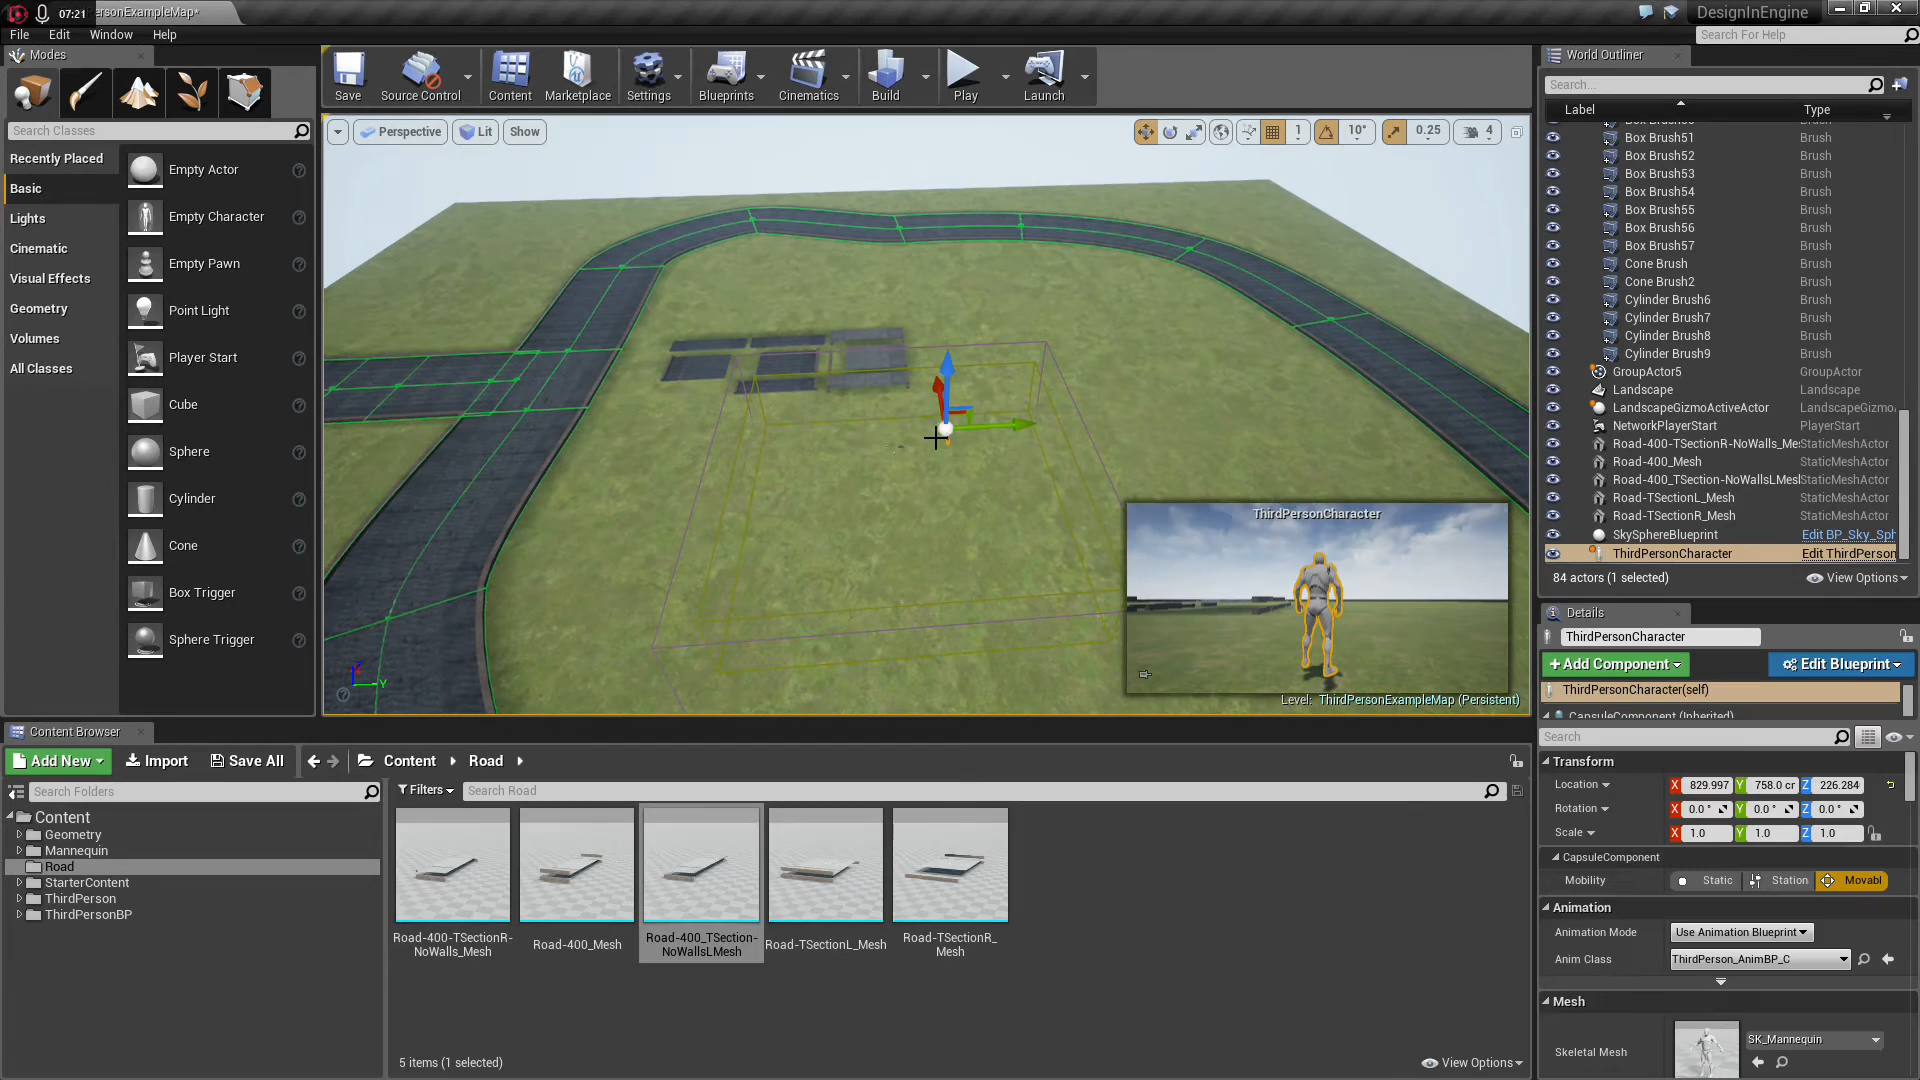 07:21
ersonExampleMap*
DesignInEngine
File Edit Window Help
Search For Help
Modes
Search Classes
Recently Placed
Basic
Lights
Cinematic
Visual Effects
Geometry
Volumes
All Classes
Empty Actor
Empty Character
Empty Pawn
Point Light
Player Start
Cube
Sphere
Cylinder
Cone
Box Trigger
Sphere Trigger
Save
Source Control
Content
Marketplace
Settings
Blueprints
Cinematics
Build
Play
Launch
Perspective Lit Show
1 10° 0.25 4
ThirdPersonCharacter
Z
Y
Level: ThirdPersonExampleMap (Persistent)
World Outliner
Search...
Label Type
Box Brush51 Brush
Box Brush52 Brush
Box Brush53 Brush
Box Brush54 Brush
Box Brush55 Brush
Box Brush56 Brush
Box Brush57 Brush
Cone Brush Brush
Cone Brush2 Brush
Cylinder Brush6 Brush
Cylinder Brush7 Brush
Cylinder Brush8 Brush
Cylinder Brush9 Brush
GroupActor5 GroupActor
Landscape Landscape
LandscapeGizmoActiveActor LandscapeGizmo
NetworkPlayerStart PlayerStart
Road-400-TSectionR-NoWalls_Me StaticMeshActor
Road-400_Mesh StaticMeshActor
Road-400_TSection-NoWallsLMesh StaticMeshActor
Road-TSectionL_Mesh StaticMeshActor
Road-TSectionR_Mesh StaticMeshActor
SkySphereBlueprint Edit BP_Sky_Sph
ThirdPersonCharacter Edit ThirdPerson
84 actors (1 selected) View Options
Details
ThirdPersonCharacter
+Add Component Edit Blueprint
ThirdPersonCharacter(self)
CapsuleComponent (Inherited)
Search
Transform
Location X 829.997 Y 758.0 cr Z 226.284
Rotation X 0.0 ° Y 0.0 ° Z 0.0 °
Scale X 1.0 Y 1.0 Z 1.0
CapsuleComponent
Mobility Static Station Movabl
Animation
Animation Mode Use Animation Blueprint
Anim Class ThirdPerson_AnimBP_C
Mesh
Skeletal Mesh SK_Mannequin
Content Browser
Add New Import Save All Content Road
Search Folders
Content
Geometry
Mannequin
Road
StarterContent
ThirdPerson
ThirdPersonBP
Filters Search Road
Road-400-TSectionR-
NoWalls_Mesh
Road-400_Mesh
Road-400_TSection-
NoWallsLMesh
Road-TSectionL_Mesh
Road-TSectionR_
Mesh
5 items (1 selected) View Options